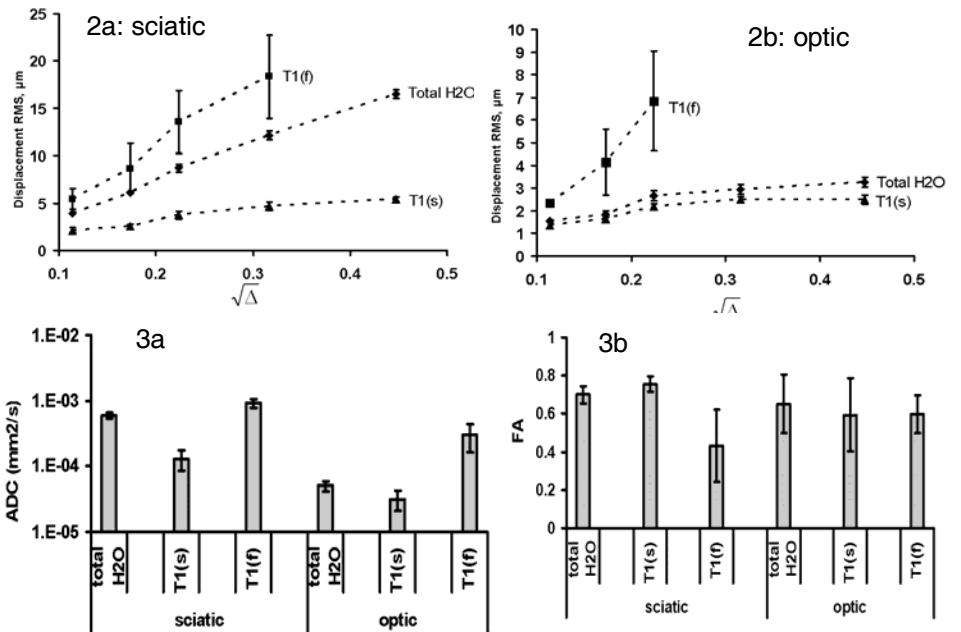 2a: sciatic
Displacement RMS, µm
25
20
15
10
5
0
T1(f)
Total H2O
T1(s)
0.1
0.2
0.3
0.4
0.5
√Δ
2b: optic
Displacement RMS, µm
10
9
8
7
6
5
4
3
2
1
0
T1(f)
Total H2O
T1(s)
0.1
0.2
0.3
0.4
0.5
√Δ
3a
ADC (mm2/s)
1.E-02
1.E-03
1.E-04
1.E-05
total
H2O
T1(s)
T1(f)
total
H2O
T1(s)
T1(f)
sciatic
optic
3b
FA
1
0.8
0.6
0.4
0.2
0
total
H2O
T1(s)
T1(f)
total
H2O
T1(s)
T1(f)
sciatic
optic